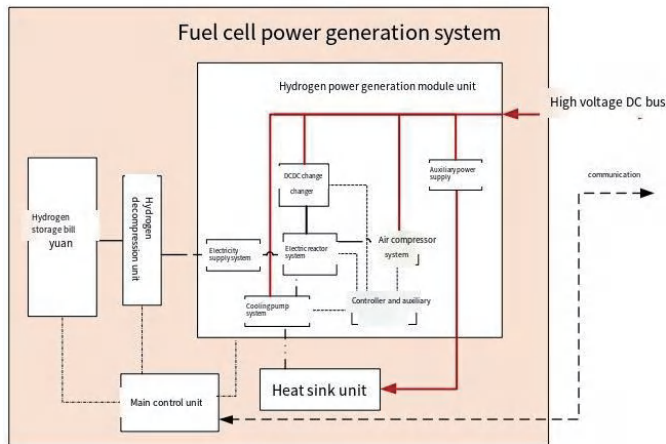 Fuel cell power generation system
Hydrogen power generation module unit
High voltage DC bus
communication
DCDC change
changer
Auxiliary power
supply
Hydrogen
decompression unit
Hydrogen
storage bill
yuan
Electricity
supply system
Electric reactor
system
Air compressor
system
Cooling pump
system
Controller and auxiliary
Heat sink unit
Main control unit